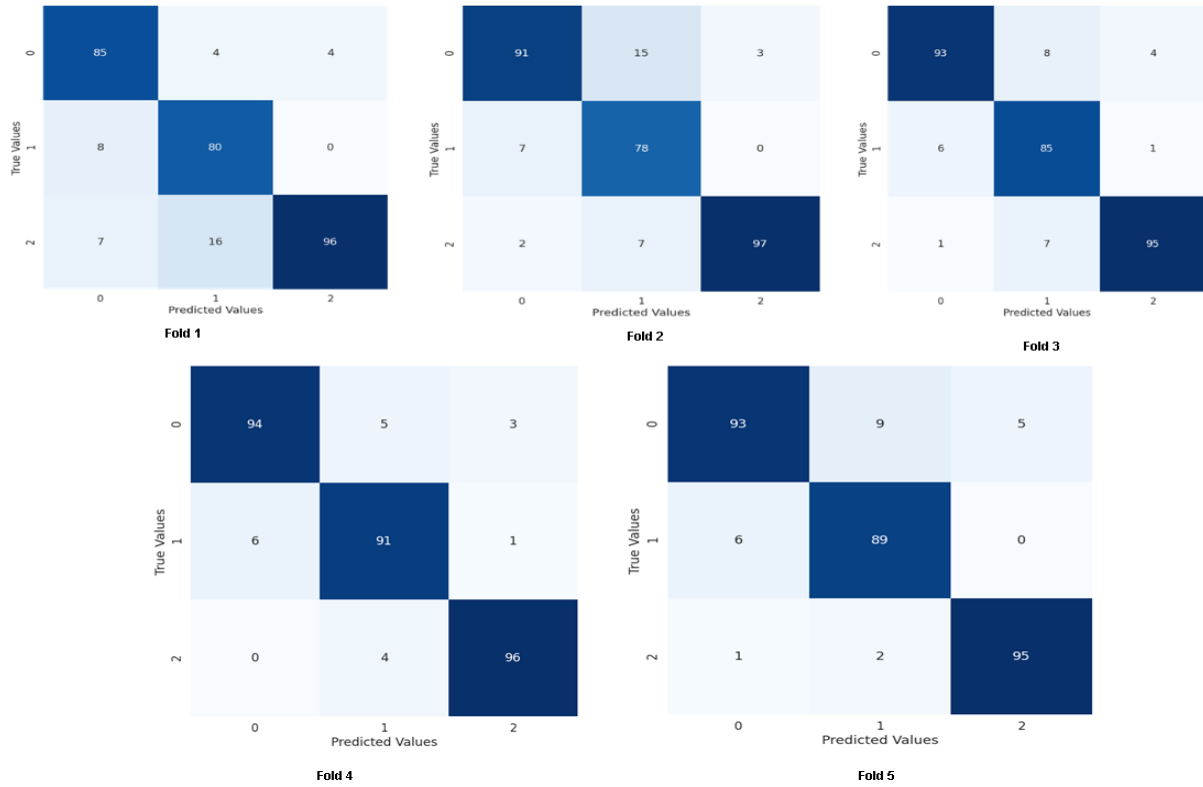 0 85 4 4
True Values
1 8 80 0
2 7 16 96
0 1 2
Predicted Values
Fold 1
0 91 15 3
True Values
1 7 78 0
2 2 7 97
0 1 2
Predicted Values
Fold 2
0 93 8 4
True Values
1 6 85 1
2 1 7 95
0 1 2
Predicted Values
Fold 3
0 94 5 3
True Values
1 6 91 1
2 0 4 96
0 1 2
Predicted Values
Fold 4
0 93 9 5
True Values
1 6 89 0
2 1 2 95
0 1 2
Predicted Values
Fold 5